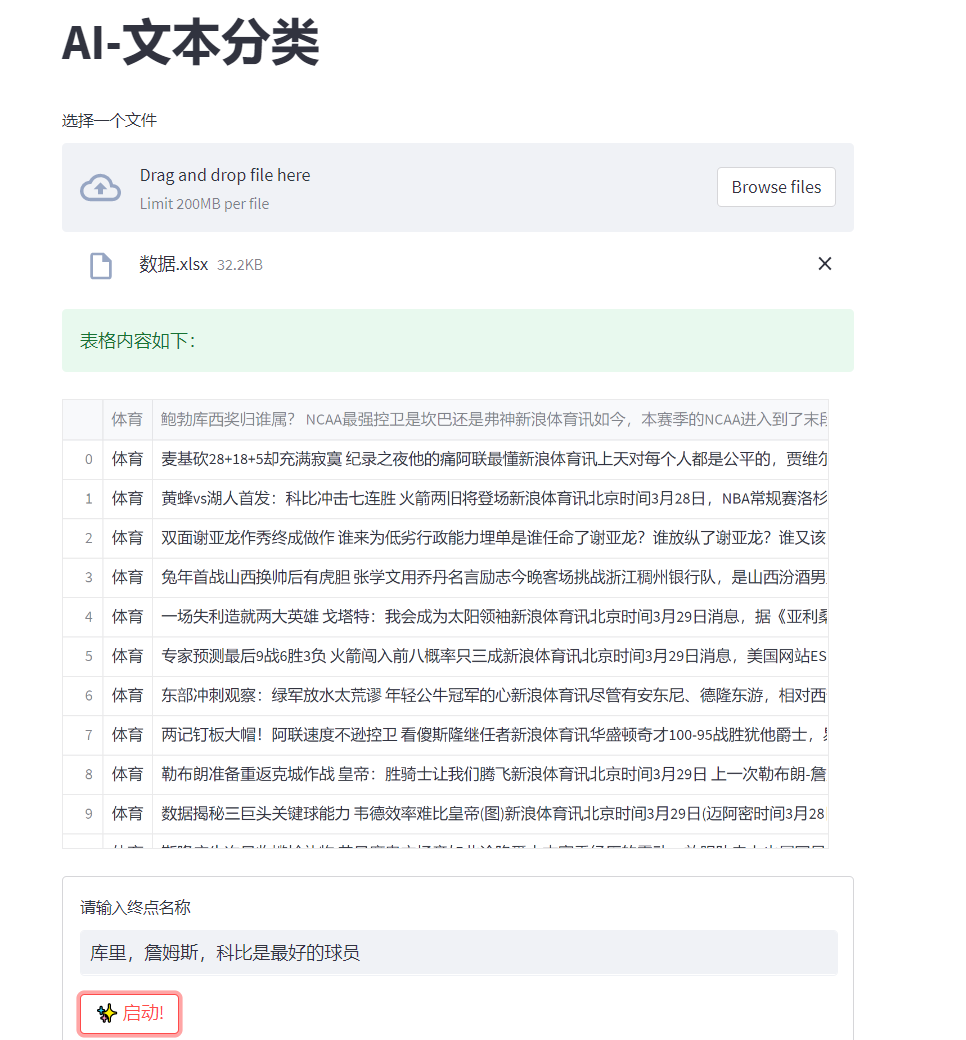 AI-文本分类
选择一个文件
Drag and drop file here
Limit 200MB per file
Browse files
数据.xlsx 32.2KB
表格内容如下：
体育 鲍勃库西奖归谁属？ NCAA最强控卫是坎巴还是弗神新浪体育讯如今，本赛季的NCAA进入到了末段
0 体育 麦基砍28+18+5却充满寂寞 纪录之夜他的痛阿联最懂新浪体育讯上天对每个人都是公平的，贾维尔
1 体育 黄蜂vs湖人首发：科比冲击七连胜 火箭两旧将登场新浪体育讯北京时间3月28日，NBA常规赛洛杉
2 体育 双面谢亚龙作秀终成做作 谁来为低劣行政能力埋单是谁任命了谢亚龙？谁放纵了谢亚龙？谁又该
3 体育 兔年首战山西换帅后有虎胆 张学文用乔丹名言励志今晚客场挑战浙江稠州银行队，是山西汾酒男
4 体育 一场失利造就两大英雄 戈塔特：我会成为太阳领袖新浪体育讯北京时间3月29日消息，据《亚利桑
5 体育 专家预测最后9战6胜3负 火箭闯入前八概率只三成新浪体育讯北京时间3月29日消息，美国网站ES
6 体育 东部冲刺观察：绿军放水太荒谬 年轻公牛冠军的心新浪体育讯尽管有安东尼、德隆东游，相对西
7 体育 两记钉板大帽！阿联速度不逊控卫 看傻斯隆继任者新浪体育讯华盛顿奇才100-95战胜犹他爵士，
8 体育 勒布朗准备重返克城作战 皇帝：胜骑士让我们腾飞新浪体育讯北京时间3月29日 上一次勒布朗-詹
9 体育 数据揭秘三巨头关键球能力 韦德效率难比皇帝(图)新浪体育讯北京时间3月29日(迈阿密时间3月28
请输入终点名称
库里，詹姆斯，科比是最好的球员
✨ 启动!